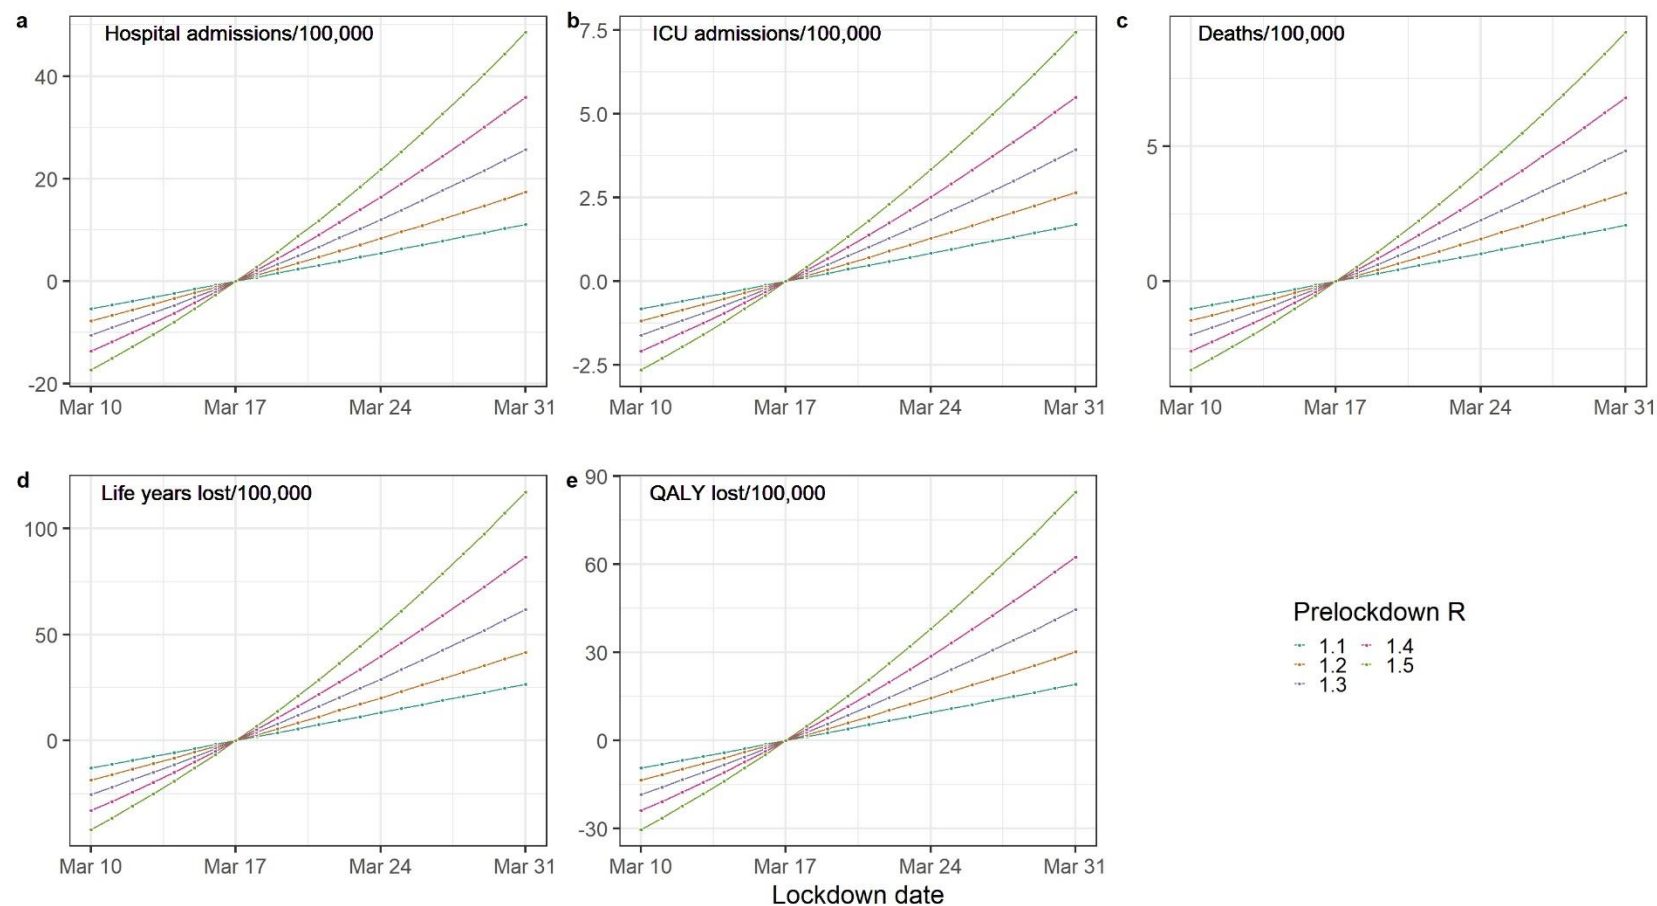 a
Hospital admissions/100,000
40
20
0
-20
Mar 10 Mar 17 Mar 24 Mar 31
b
ICU admissions/100,000
7.5
5.0
2.5
0.0
-2.5
Mar 10 Mar 17 Mar 24 Mar 31
c
Deaths/100,000
5
0
Mar 10 Mar 17 Mar 24 Mar 31
d
Life years lost/100,000
100
50
0
Mar 10 Mar 17 Mar 24 Mar 31
e
QALY lost/100,000
90
60
30
0
-30
Mar 10 Mar 17 Mar 24 Mar 31
Lockdown date
Prelockdown R
1.1 1.4
1.2 1.5
1.3